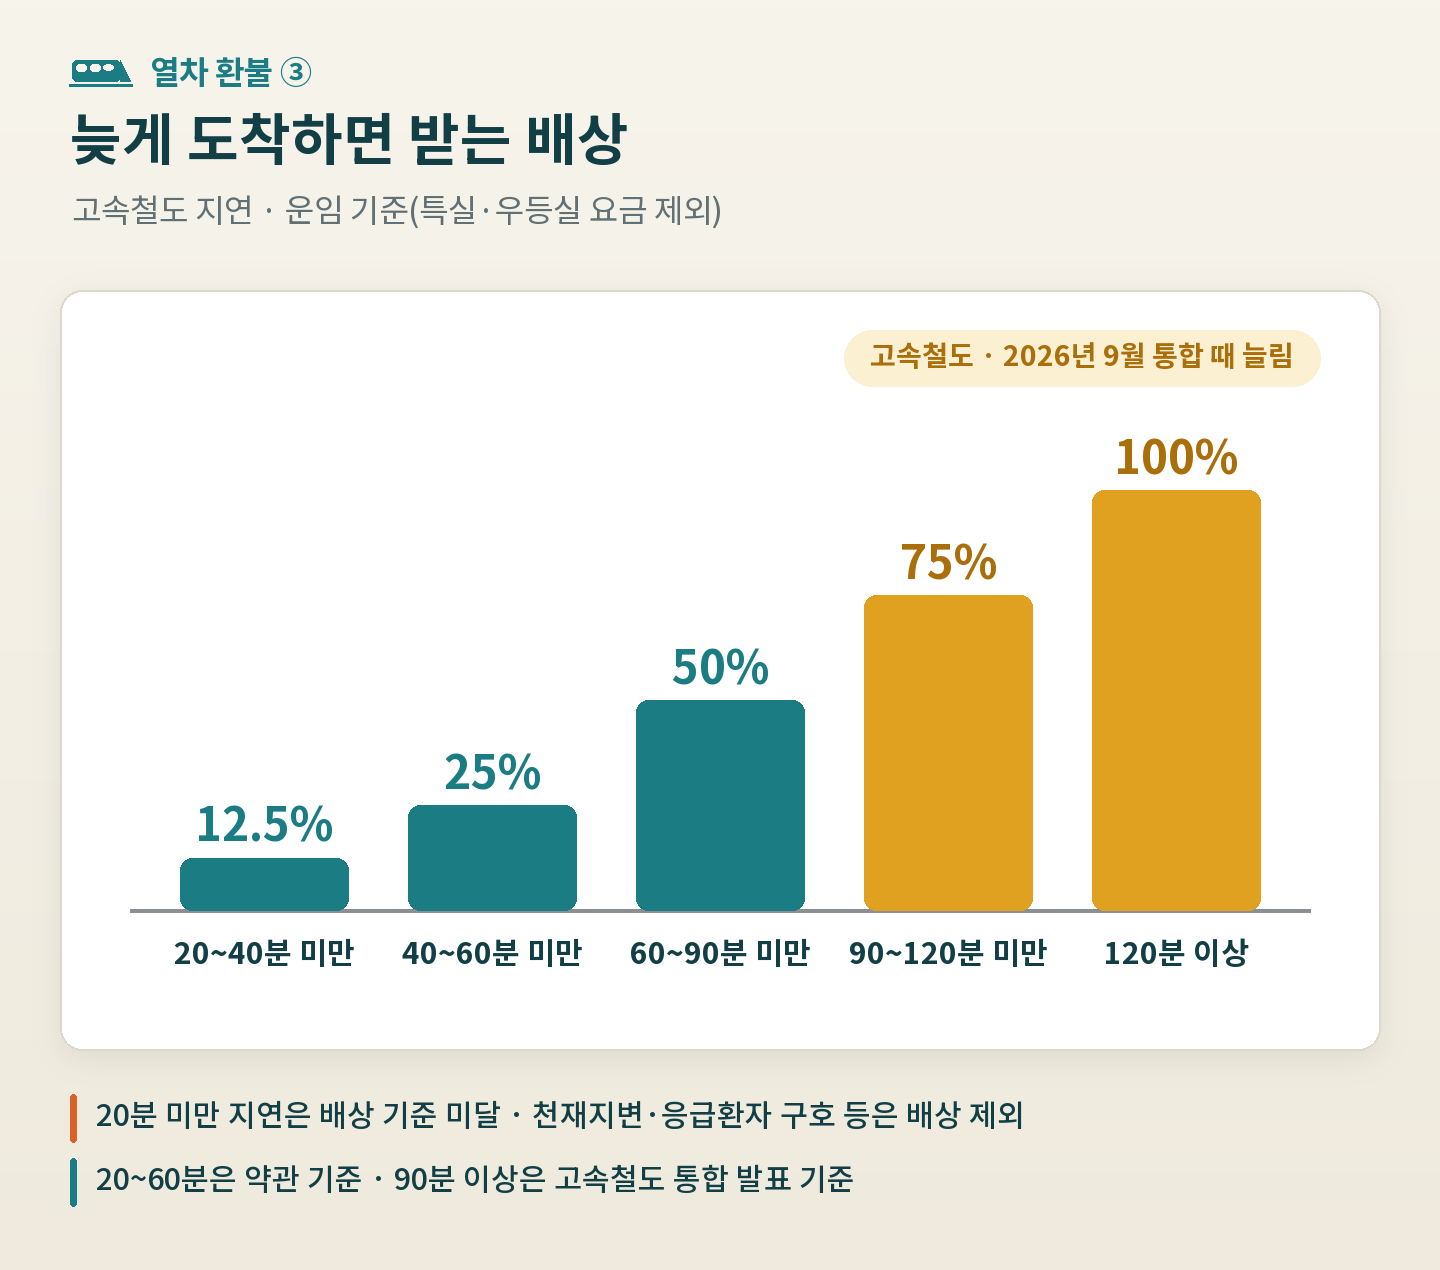 열차 환불 ③
늦게 도착하면 받는 배상
고속철도 지연 · 운임 기준(특실·우등실 요금 제외)
고속철도 · 2026년 9월 통합 때 늘림
12.5%
25%
50%
75%
100%
20~40분 미만
40~60분 미만
60~90분 미만
90~120분 미만
120분 이상
20분 미만 지연은 배상 기준 미달 · 천재지변·응급환자 구호 등은 배상 제외
20~60분은 약관 기준 · 90분 이상은 고속철도 통합 발표 기준